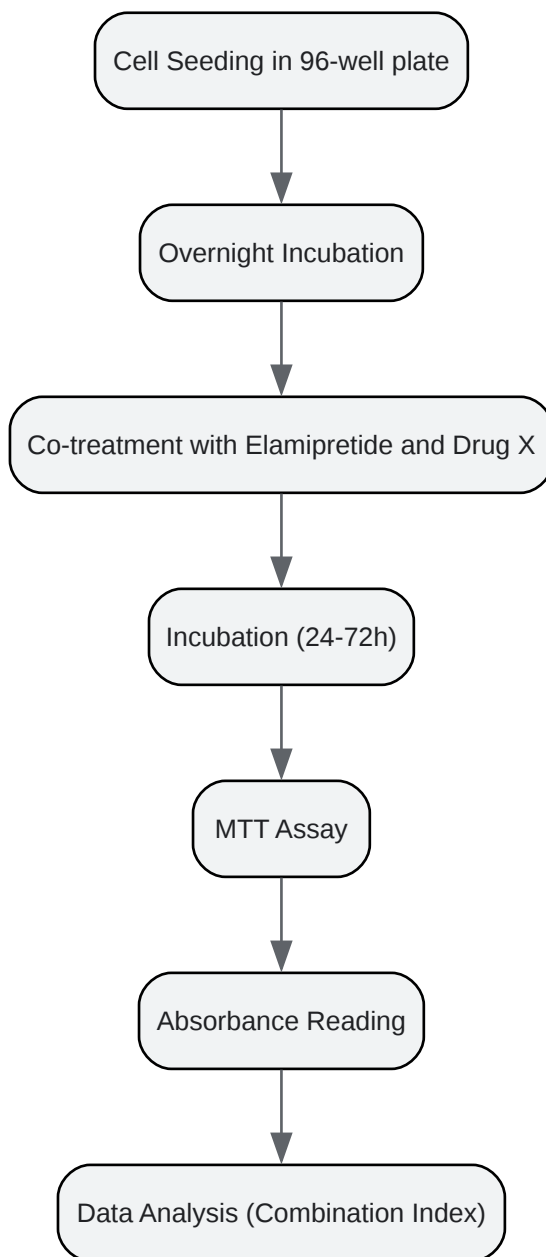 Cell Seeding in 96-well plate
Overnight Incubation
Co-treatment with Elamipretide and Drug X
Incubation (24-72h)
MTT Assay
Absorbance Reading
Data Analysis (Combination Index)